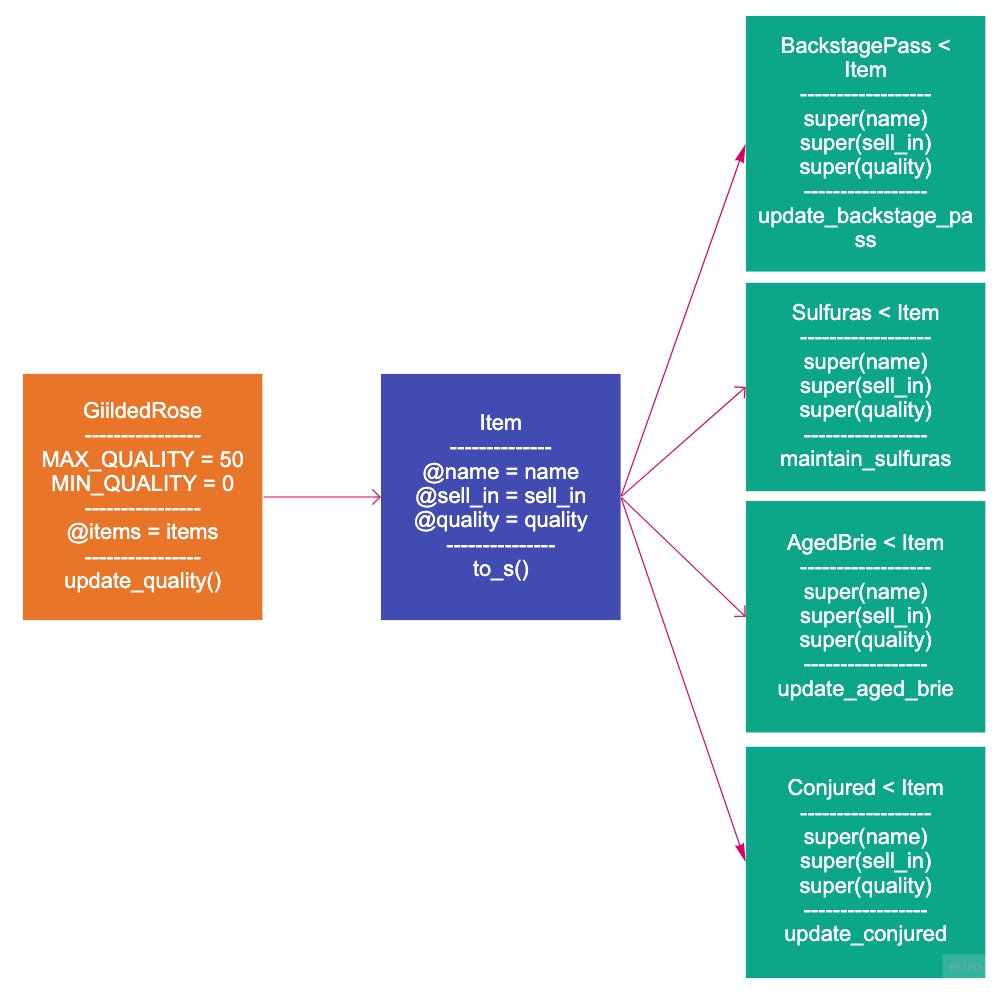 GiildedRose
----------------
MAX_QUALITY = 50
MIN_QUALITY = 0
----------------
@items = items
----------------
update_quality()
Item
--------------
@name = name
@sell_in = sell_in
@quality = quality
---------------
to_s()
BackstagePass <
Item
------------------
super(name)
super(sell_in)
super(quality)
-----------------
update_backstage_pa
ss
Sulfuras < Item
------------------
super(name)
super(sell_in)
super(quality)
-----------------
maintain_sulfuras
AgedBrie < Item
------------------
super(name)
super(sell_in)
super(quality)
-----------------
update_aged_brie
Conjured < Item
------------------
super(name)
super(sell_in)
super(quality)
-----------------
update_conjured
miro